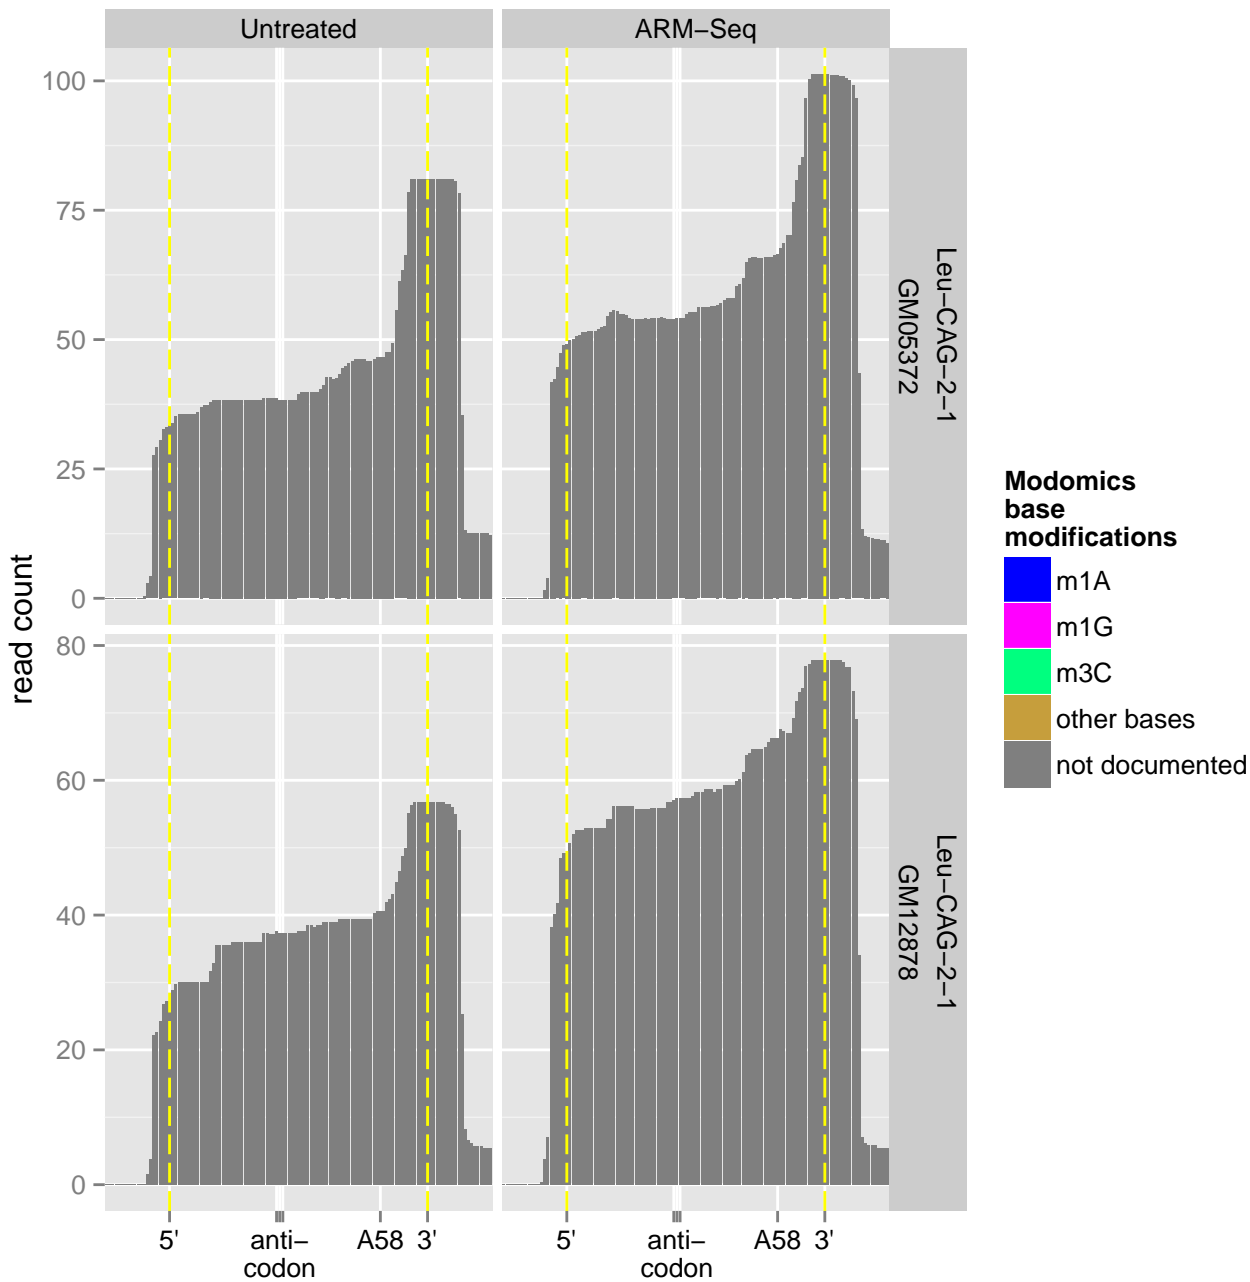 Untreated
ARM−Seq
100
75
50
25
0
Leu−CAG−2−1
GM05372
80
60
40
20
0
Leu−CAG−2−1
GM12878
read count
5'
anti−
codon
A58
3'
5'
anti−
codon
A58
3'
Modomics
base
modifications
m1A
m1G
m3C
other bases
not documented